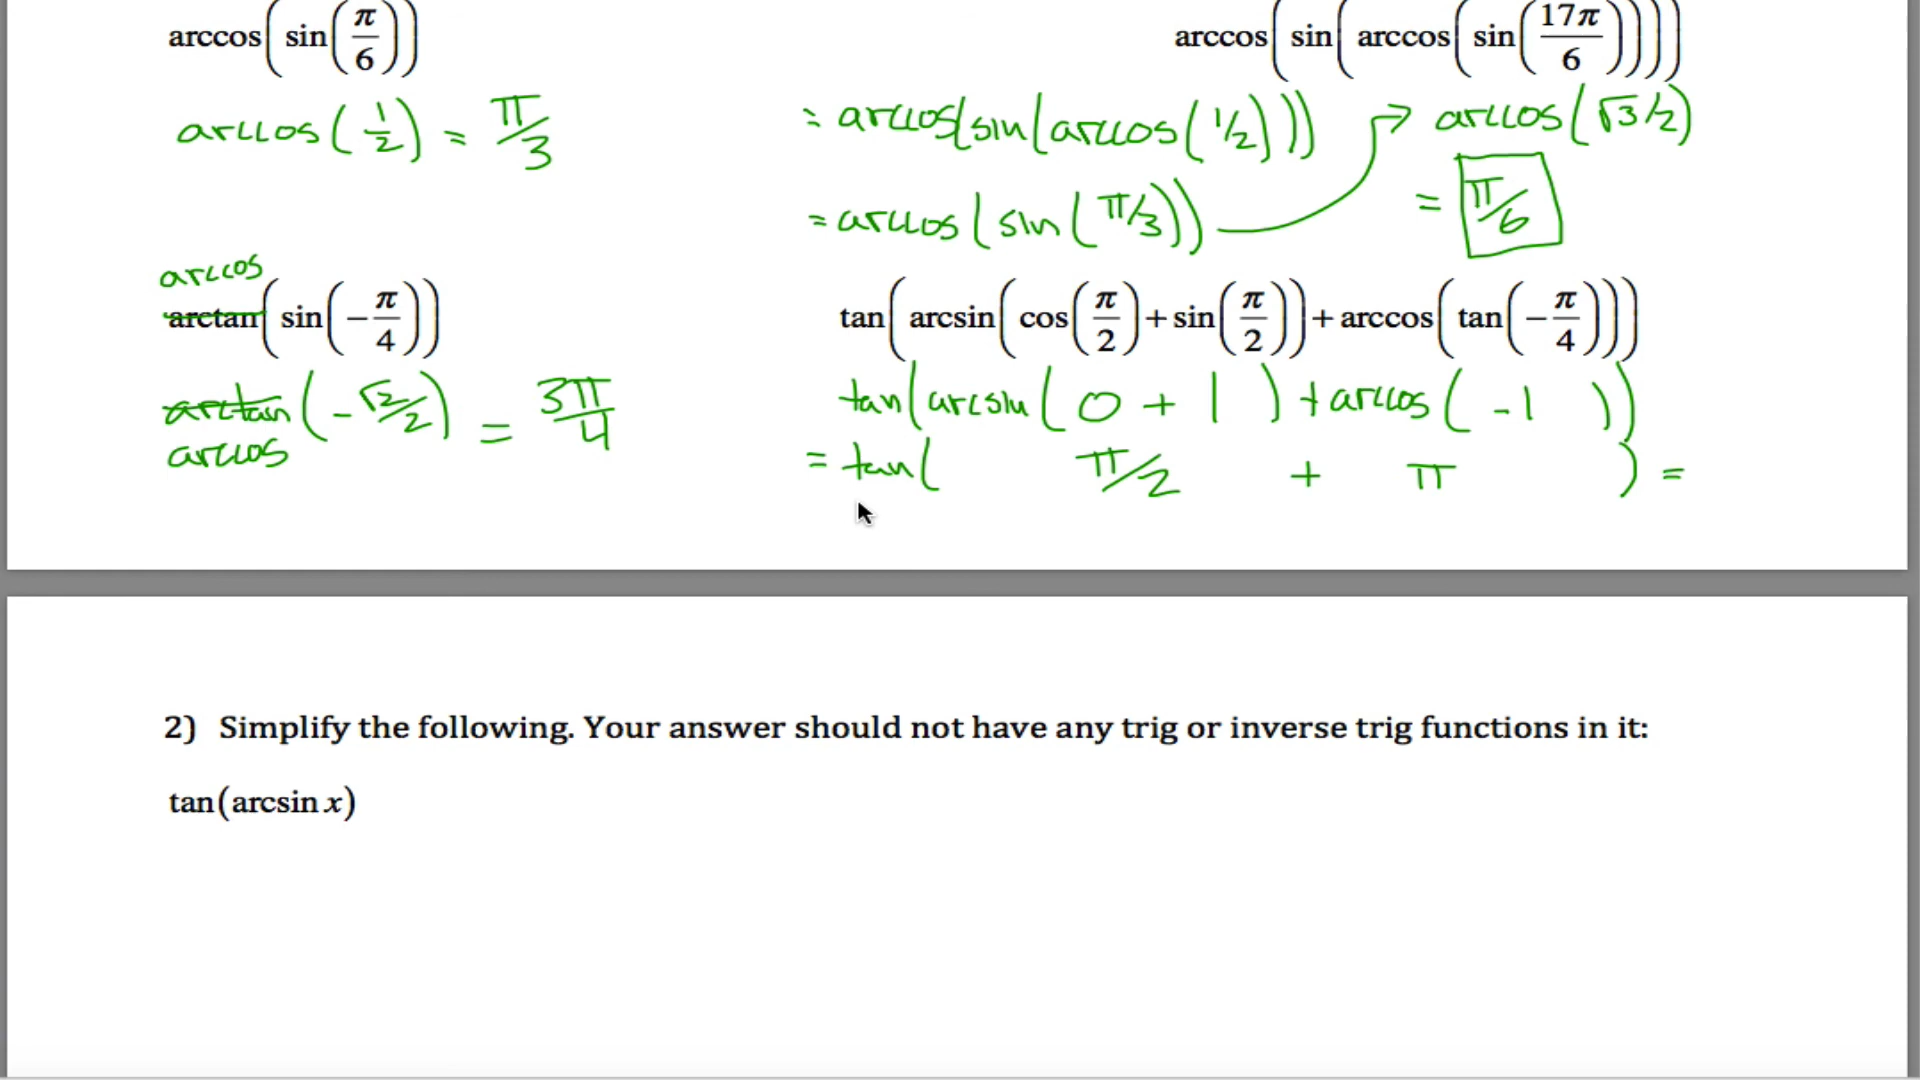 arccos(sin(π/6))
arccos(1/2) = π/3
arccos(sin(arccos(sin(17π/6))))
= arccos(sin(arccos(1/2)))
= arccos(sin(π/3))
→ arccos(√3/2)
= π/6
arccos
arctan(sin(-π/4))
arctan(-√2/2) = 3π/4
arccos
tan(arcsin(cos(π/2)+sin(π/2))+arccos(tan(-π/4)))
tan(arcsin(0 + 1) + arccos(-1))
= tan( π/2 + π ) =
2) Simplify the following. Your answer should not have any trig or inverse trig functions in it:
tan(arcsin x)